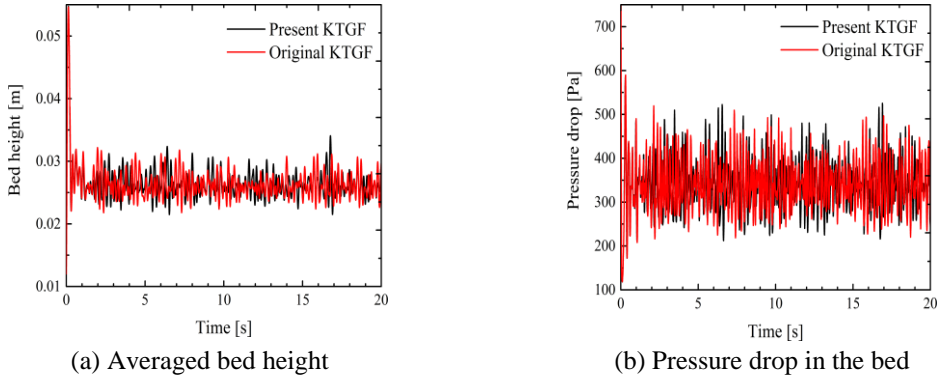 Present KTGF
Original KTGF
Bed height [m]
0.05
0.04
0.03
0.02
0.01
0
5
10
15
20
Time [s]
(a) Averaged bed height
Present KTGF
Original KTGF
Pressure drop [Pa]
700
600
500
400
300
200
100
0
5
10
15
20
Time [s]
(b) Pressure drop in the bed